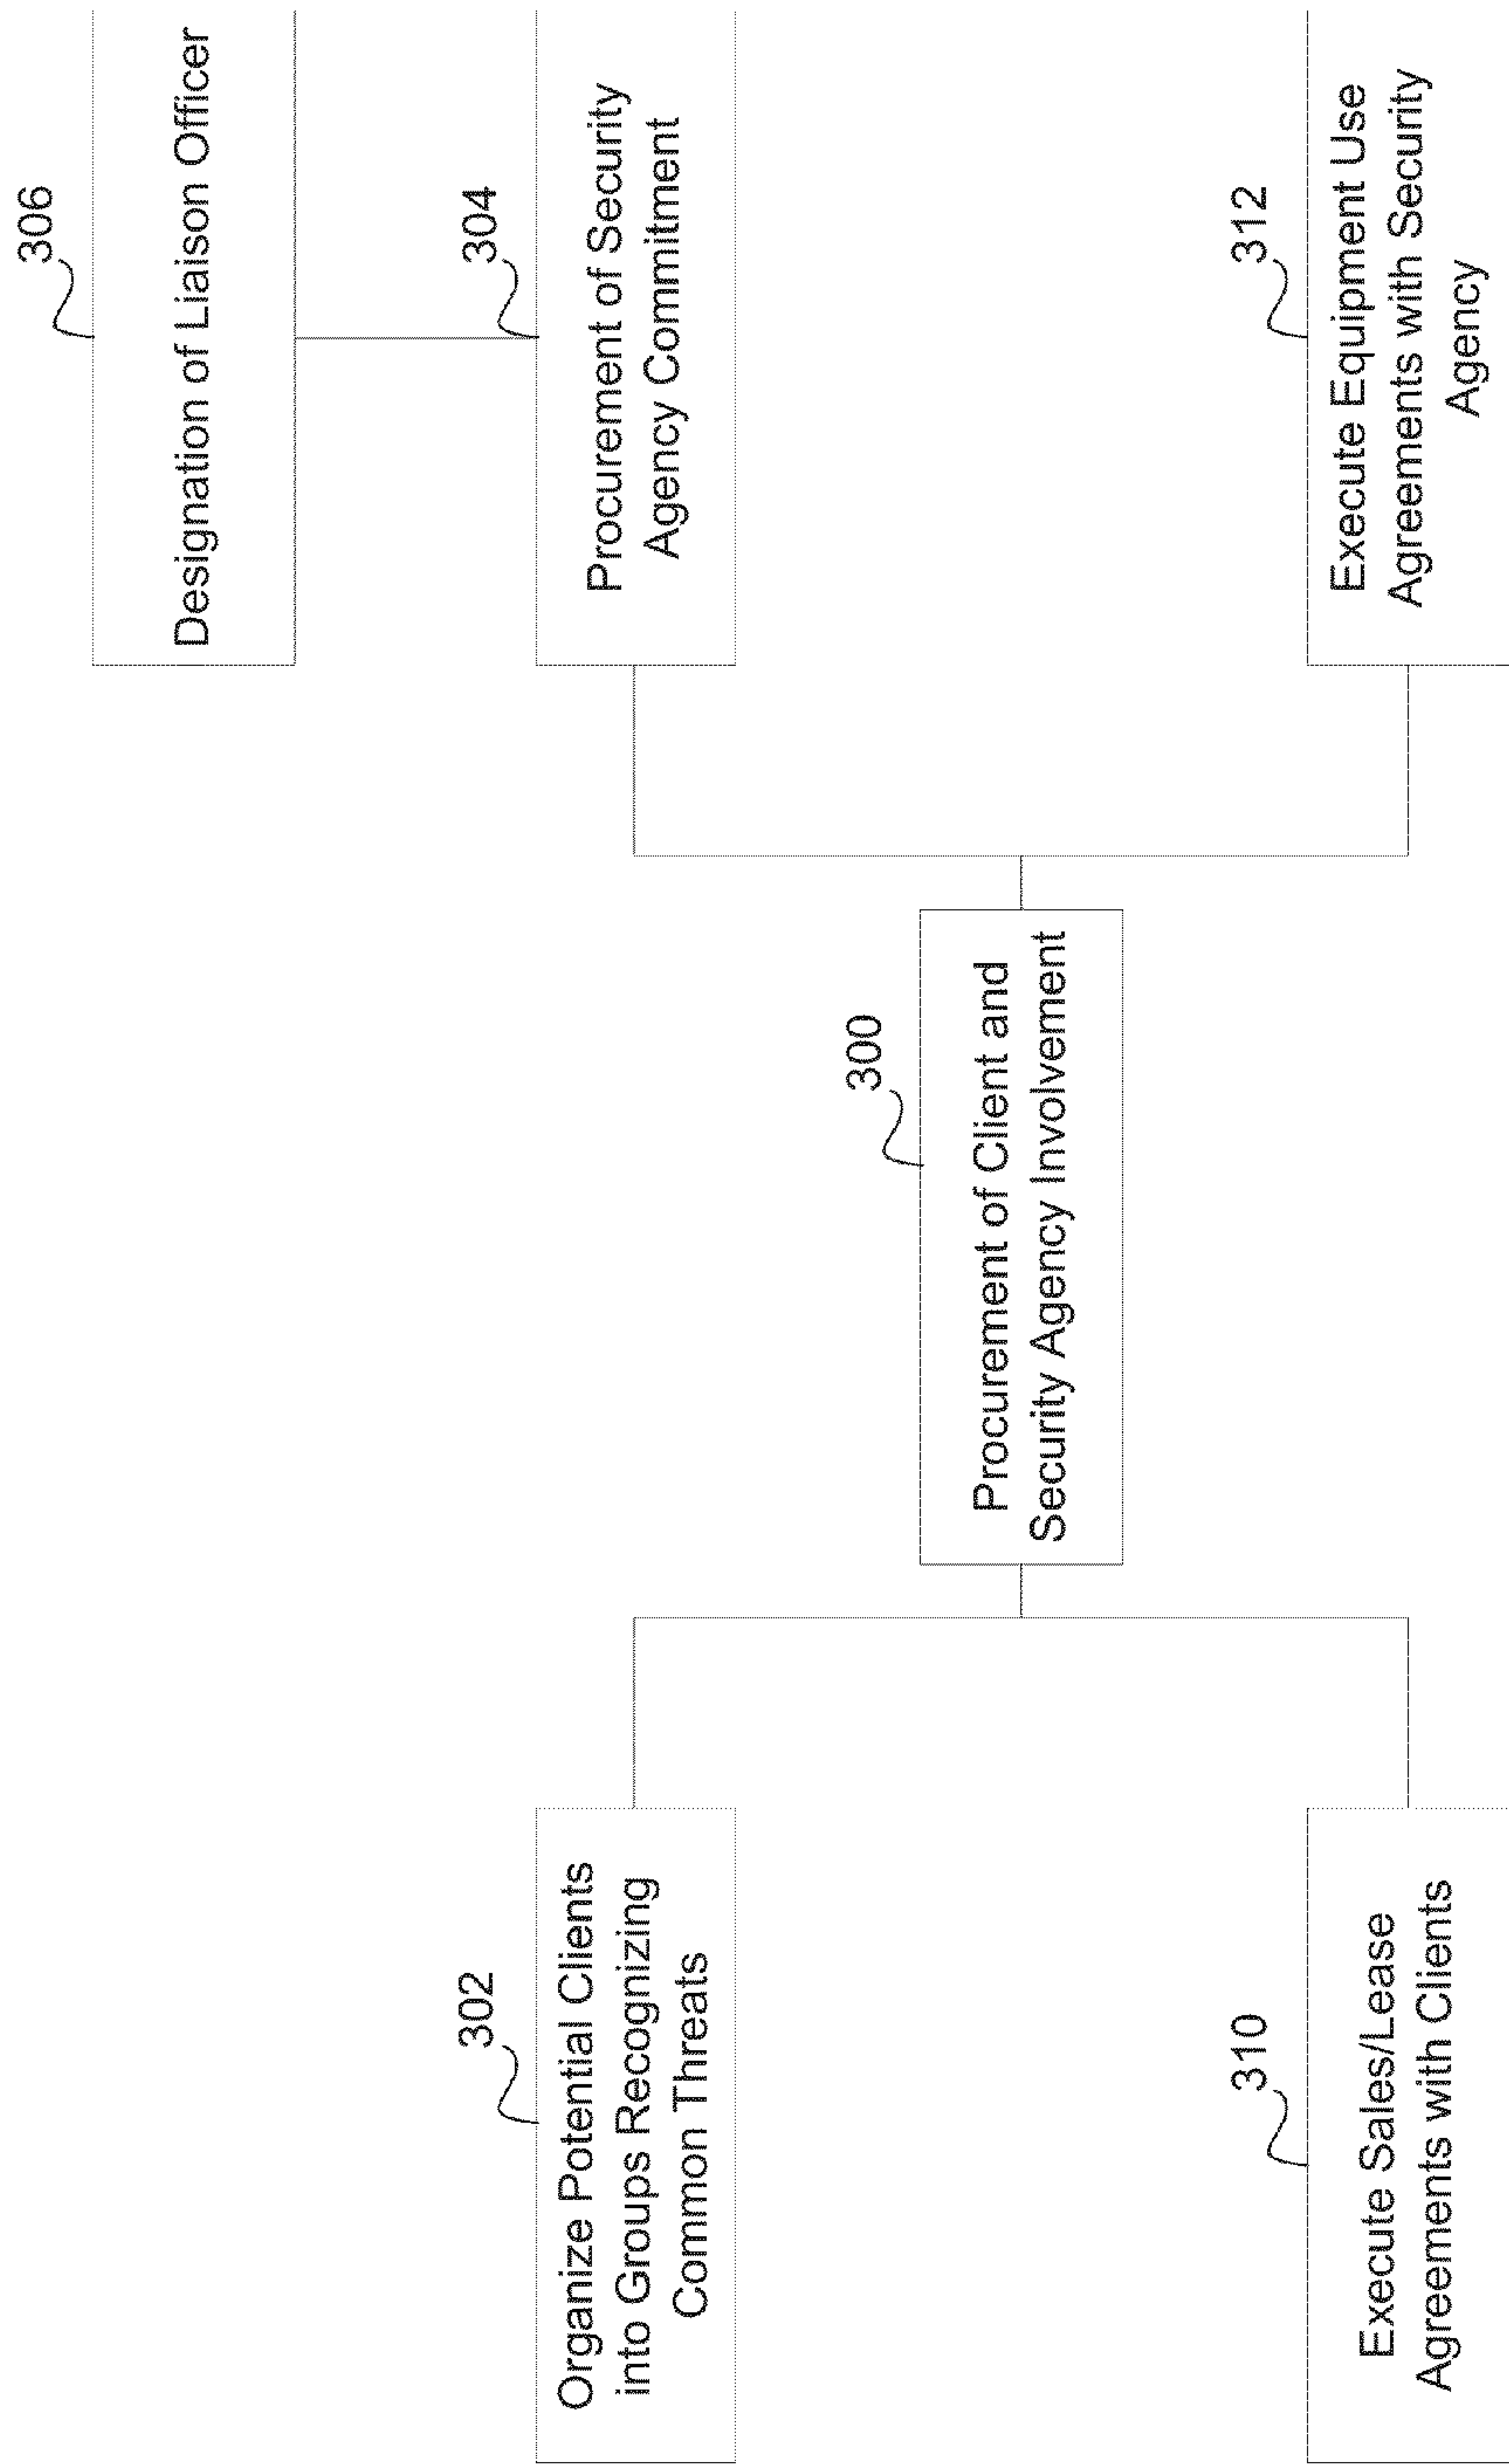 306
Designation of Liaison Officer
302
Organize Potential Clients
into Groups Recognizing
Common Threats
304
Procurement of Security
Agency Commitment
300
Procurement of Client and
Security Agency Involvement
310
Execute Sales/Lease
Agreements with Clients
312
Execute Equipment Use
Agreements with Security
Agency